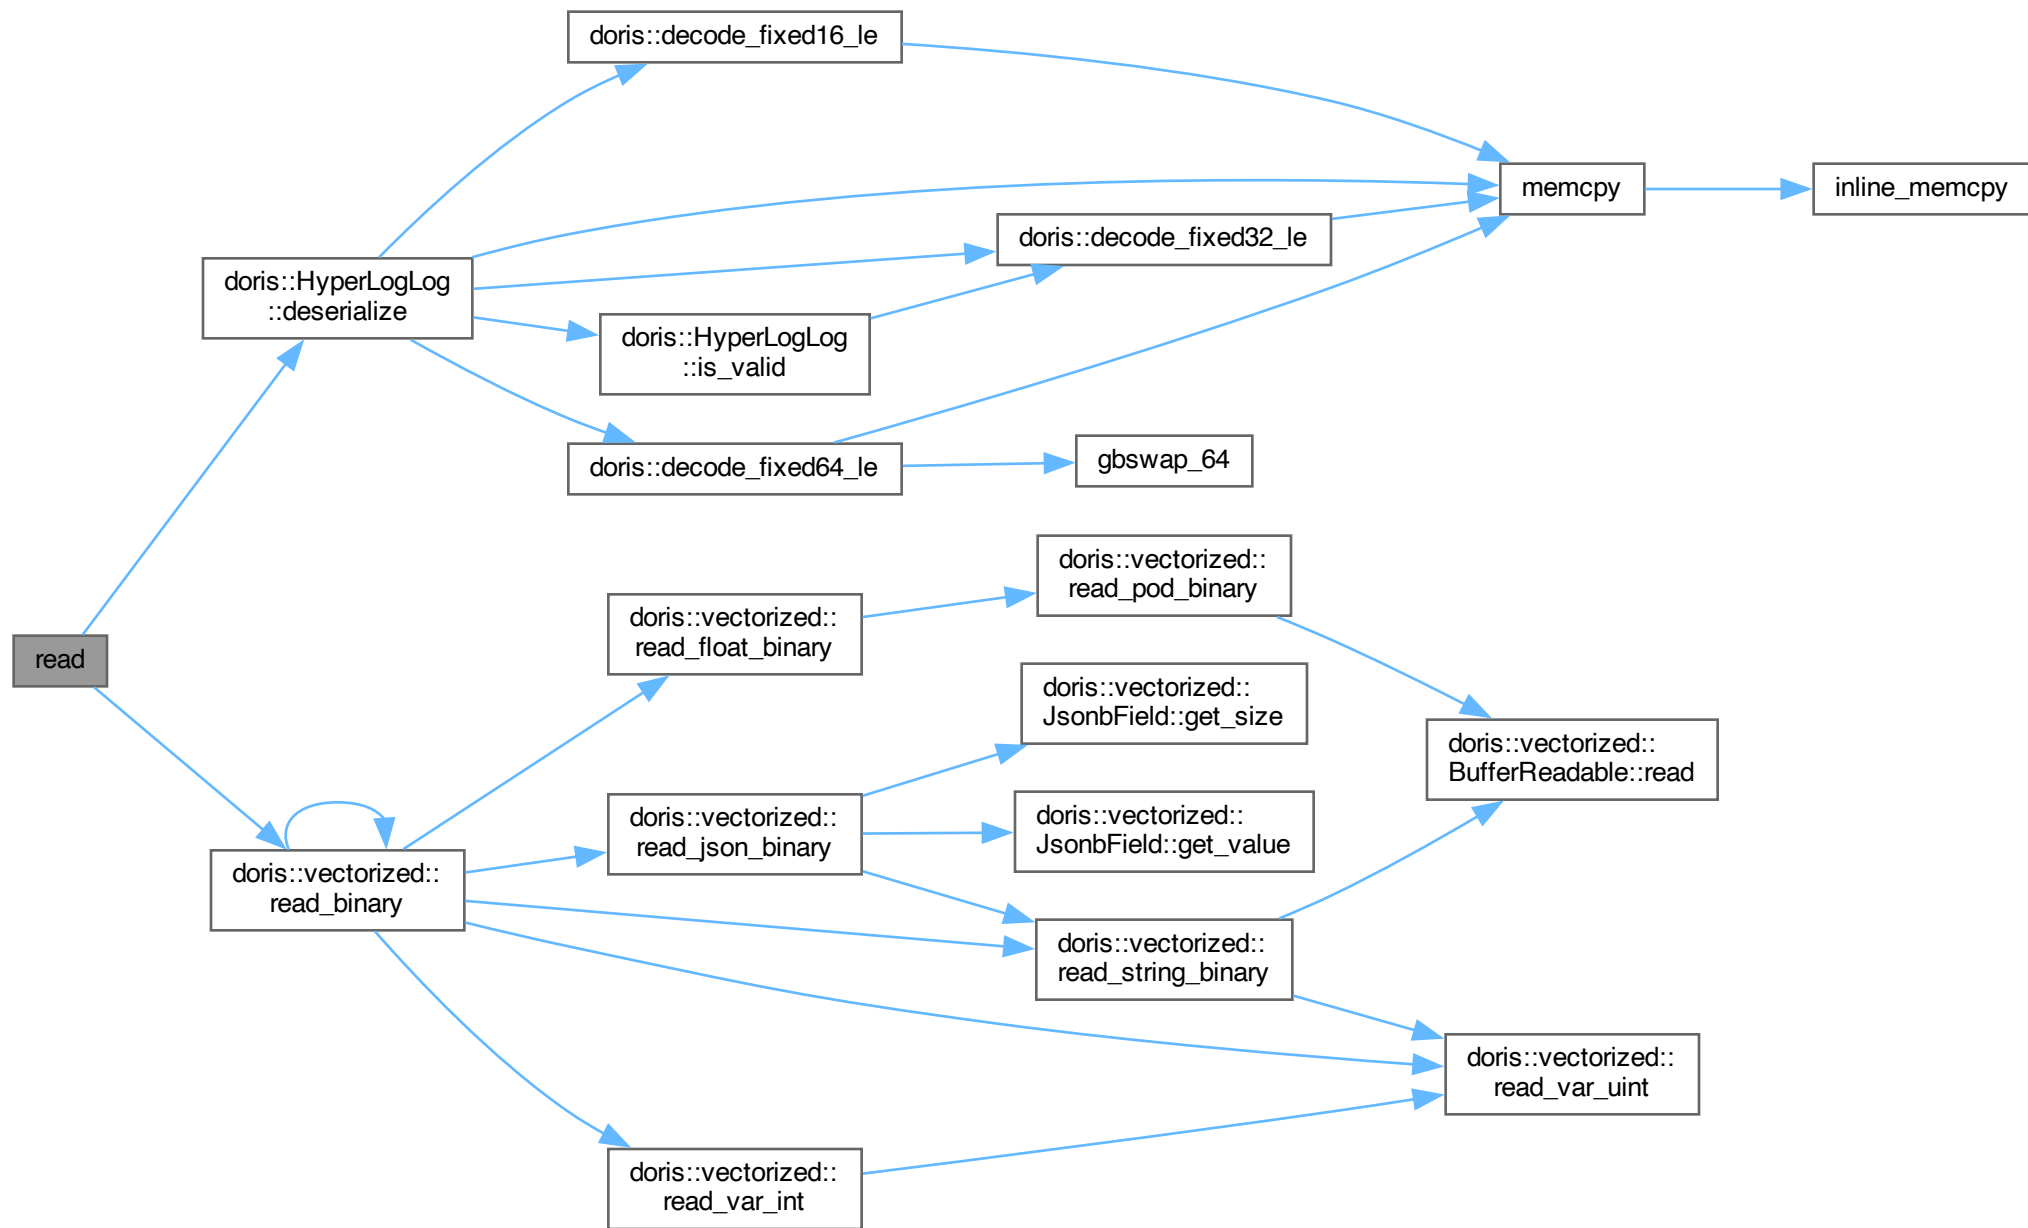 doris::decode_fixed16_le
memcpy
inline_memcpy
doris::decode_fixed32_le
doris::HyperLogLog
::deserialize
doris::HyperLogLog
::is_valid
doris::decode_fixed64_le
gbswap_64
doris::vectorized::
read_pod_binary
doris::vectorized::
read_float_binary
read
doris::vectorized::
JsonbField::get_size
doris::vectorized::
BufferReadable::read
doris::vectorized::
read_json_binary
doris::vectorized::
JsonbField::get_value
doris::vectorized::
read_binary
doris::vectorized::
read_string_binary
doris::vectorized::
read_var_uint
doris::vectorized::
read_var_int